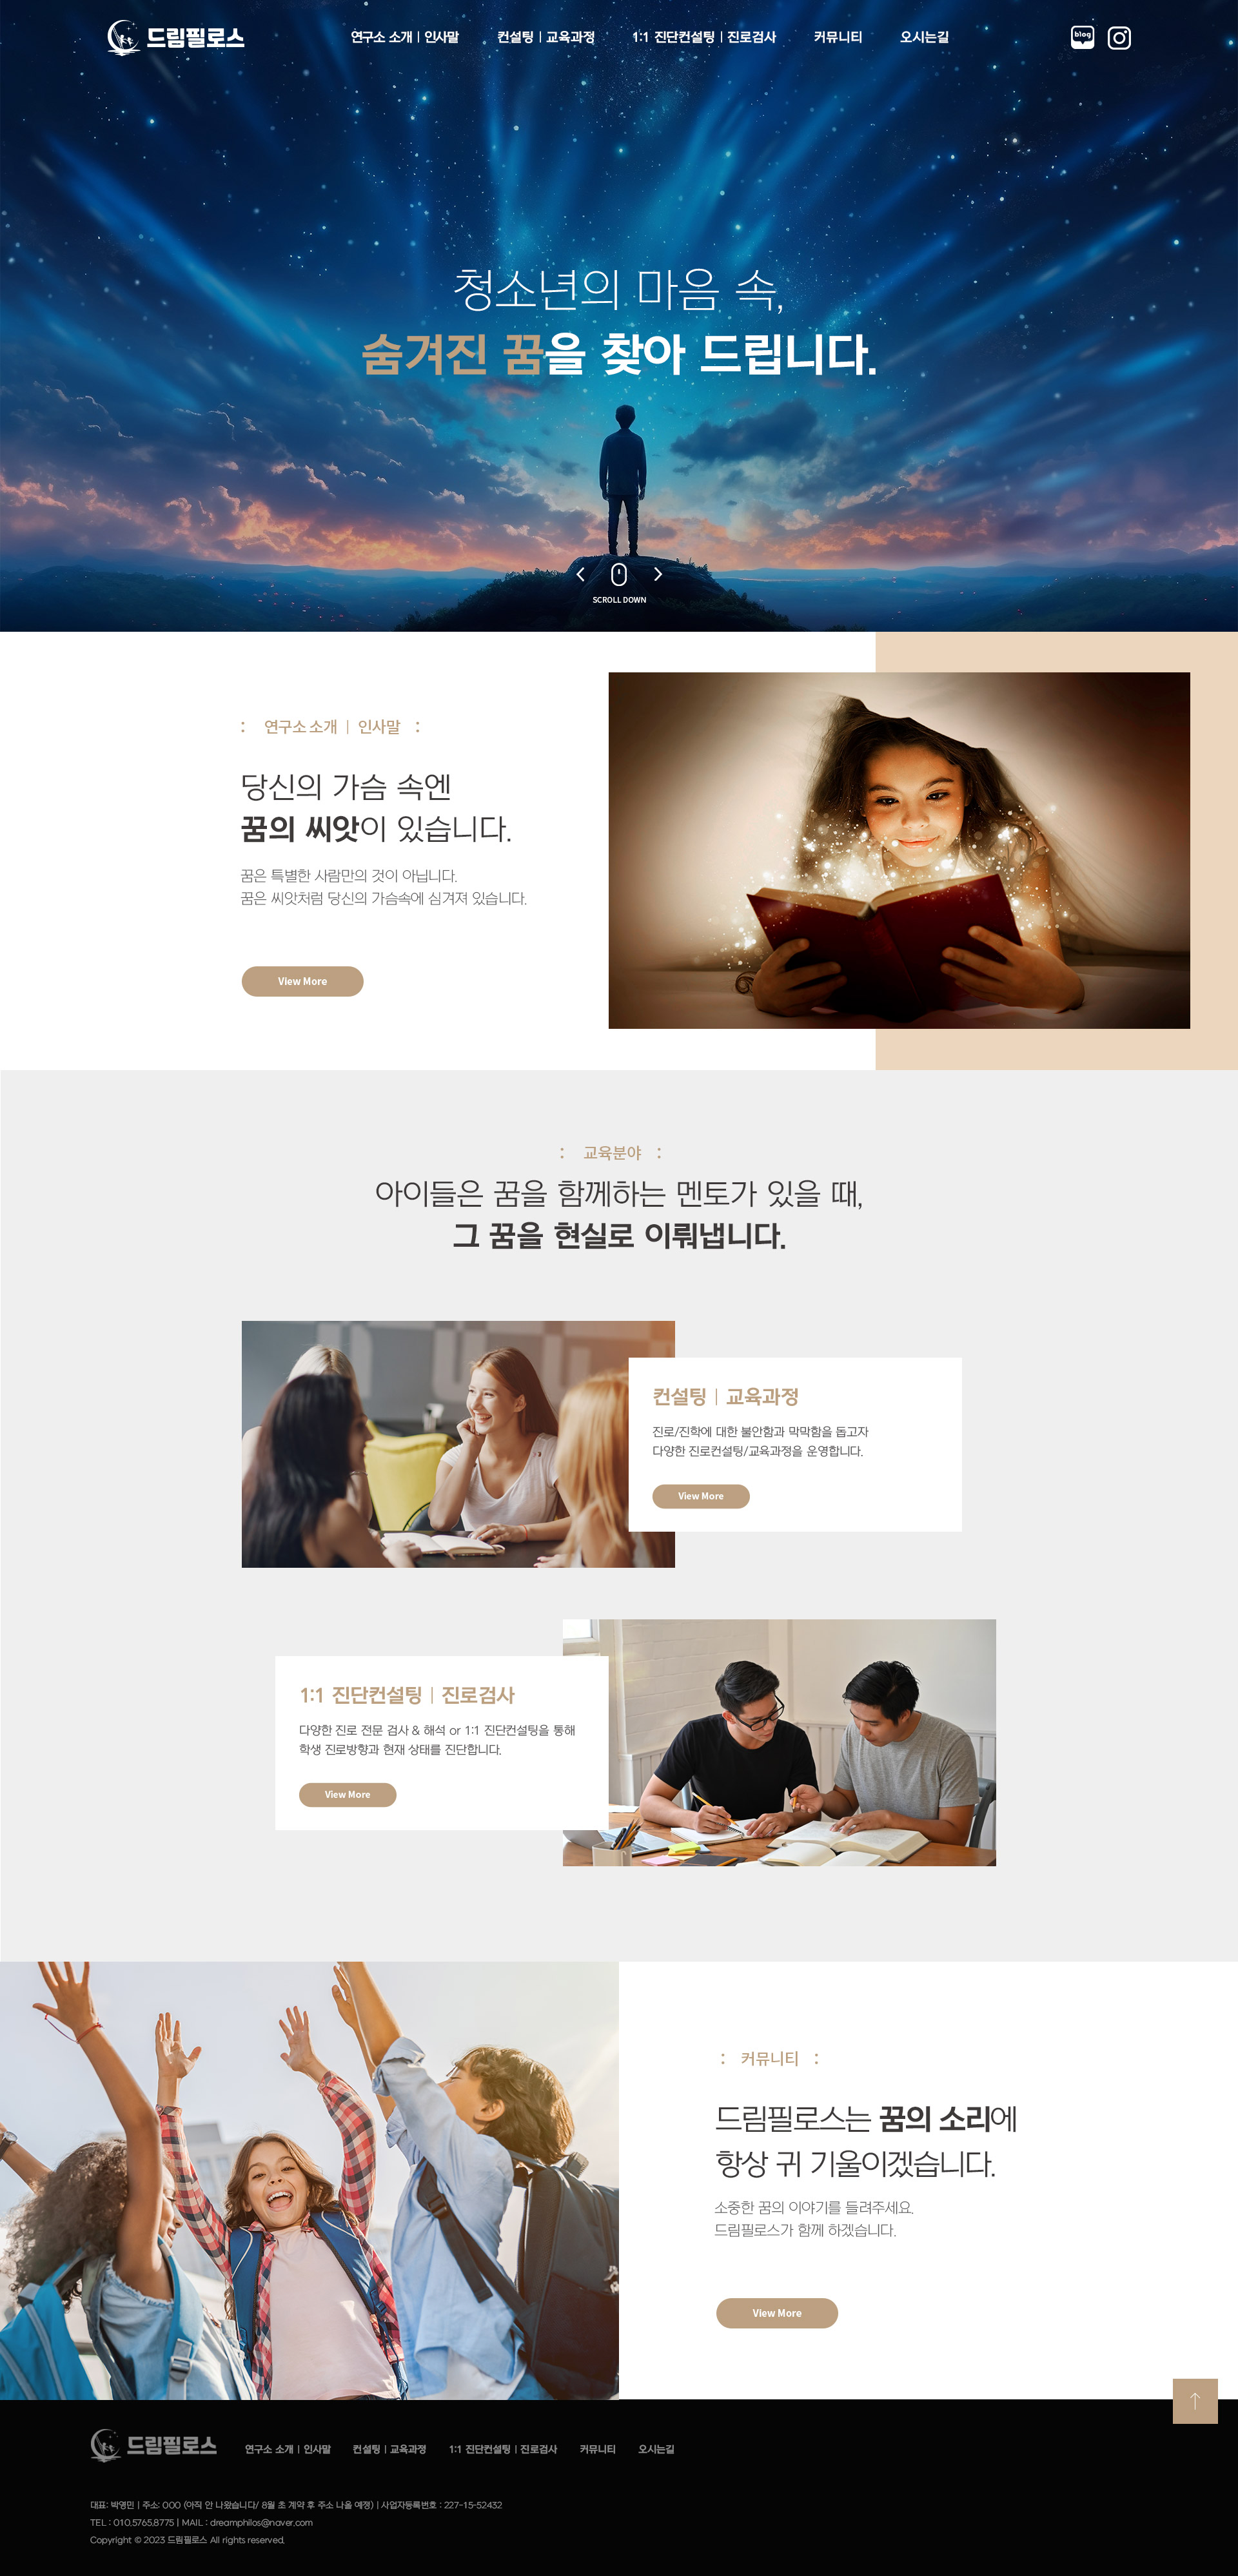 드림필로스
연구소 소개 | 인사말
컨설팅 | 교육과정
1:1 진단컨설팅 | 진로검사
커뮤니티
오시는길
blog
청소년의 마음 속,
숨겨진 꿈을 찾아 드립니다.
SCROLL DOWN
: 연구소 소개 | 인사말 :
당신의 가슴 속엔
꿈의 씨앗이 있습니다.
꿈은 특별한 사람만의 것이 아닙니다.
꿈은 씨앗처럼 당신의 가슴속에 심겨져 있습니다.
View More
: 교육분야 :
아이들은 꿈을 함께하는 멘토가 있을 때,
그 꿈을 현실로 이뤄냅니다.
컨설팅 | 교육과정
진로/진학에 대한 불안함과 막막함을 돕고자
다양한 진로컨설팅/교육과정을 운영합니다.
View More
1:1 진단컨설팅 | 진로검사
다양한 진로 전문 검사 & 해석 or 1:1 진단컨설팅을 통해
학생 진로방향과 현재 상태를 진단합니다.
View More
: 커뮤니티 :
드림필로스는 꿈의 소리에
항상 귀 기울이겠습니다.
소중한 꿈의 이야기를 들려주세요.
드림필로스가 함께 하겠습니다.
View More
드림필로스
연구소 소개 | 인사말
컨설팅 | 교육과정
1:1 진단컨설팅 | 진로검사
커뮤니티
오시는길
대표: 박영민 | 주소: OOO (아직 안 나왔습니다/ 8월 초 계약 후 주소 나올 예정) | 사업자등록번호 : 227-15-52432
TEL : 010.5765.8775 | MAIL : dreamphilos@naver.com
Copyright © 2023 드림필로스 All rights reserved.